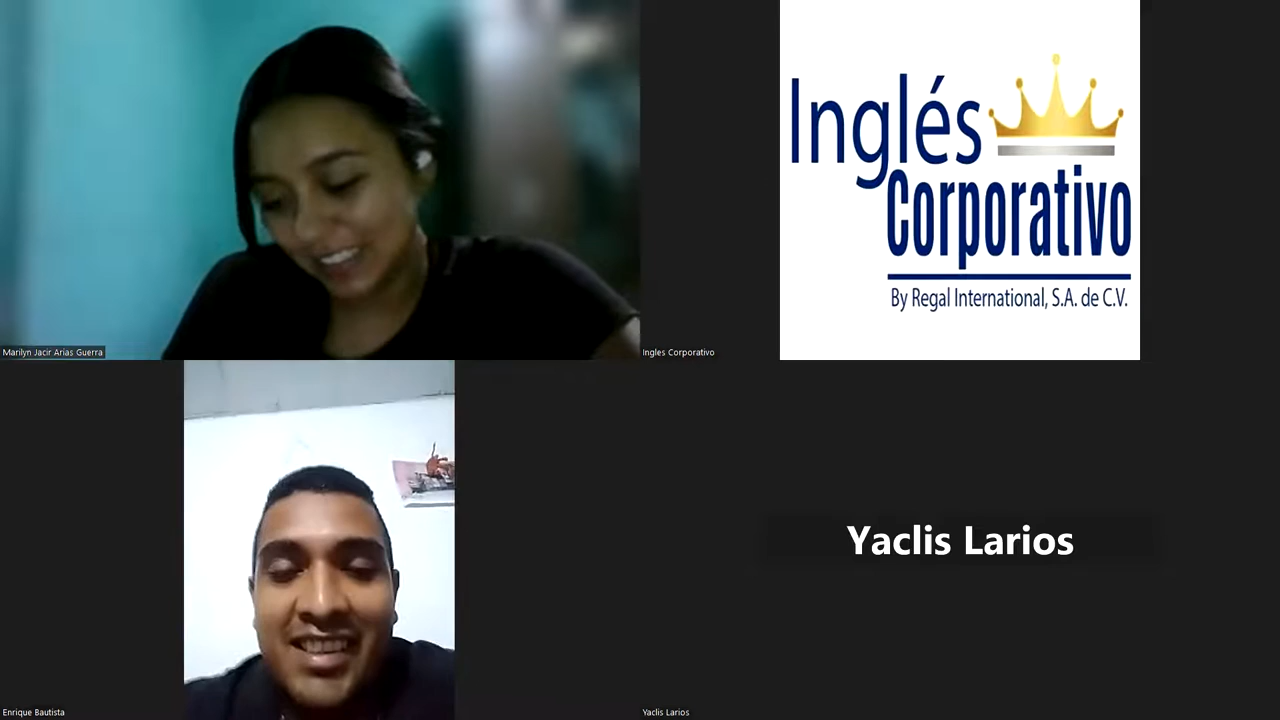 Inglés
Corporativo
By Regal International, S.A. de C.V.
Marilyn Jacir Arias Guerra
Ingles Corporativo
Yaclis Larios
Enrique Bautista
Yaclis Larios